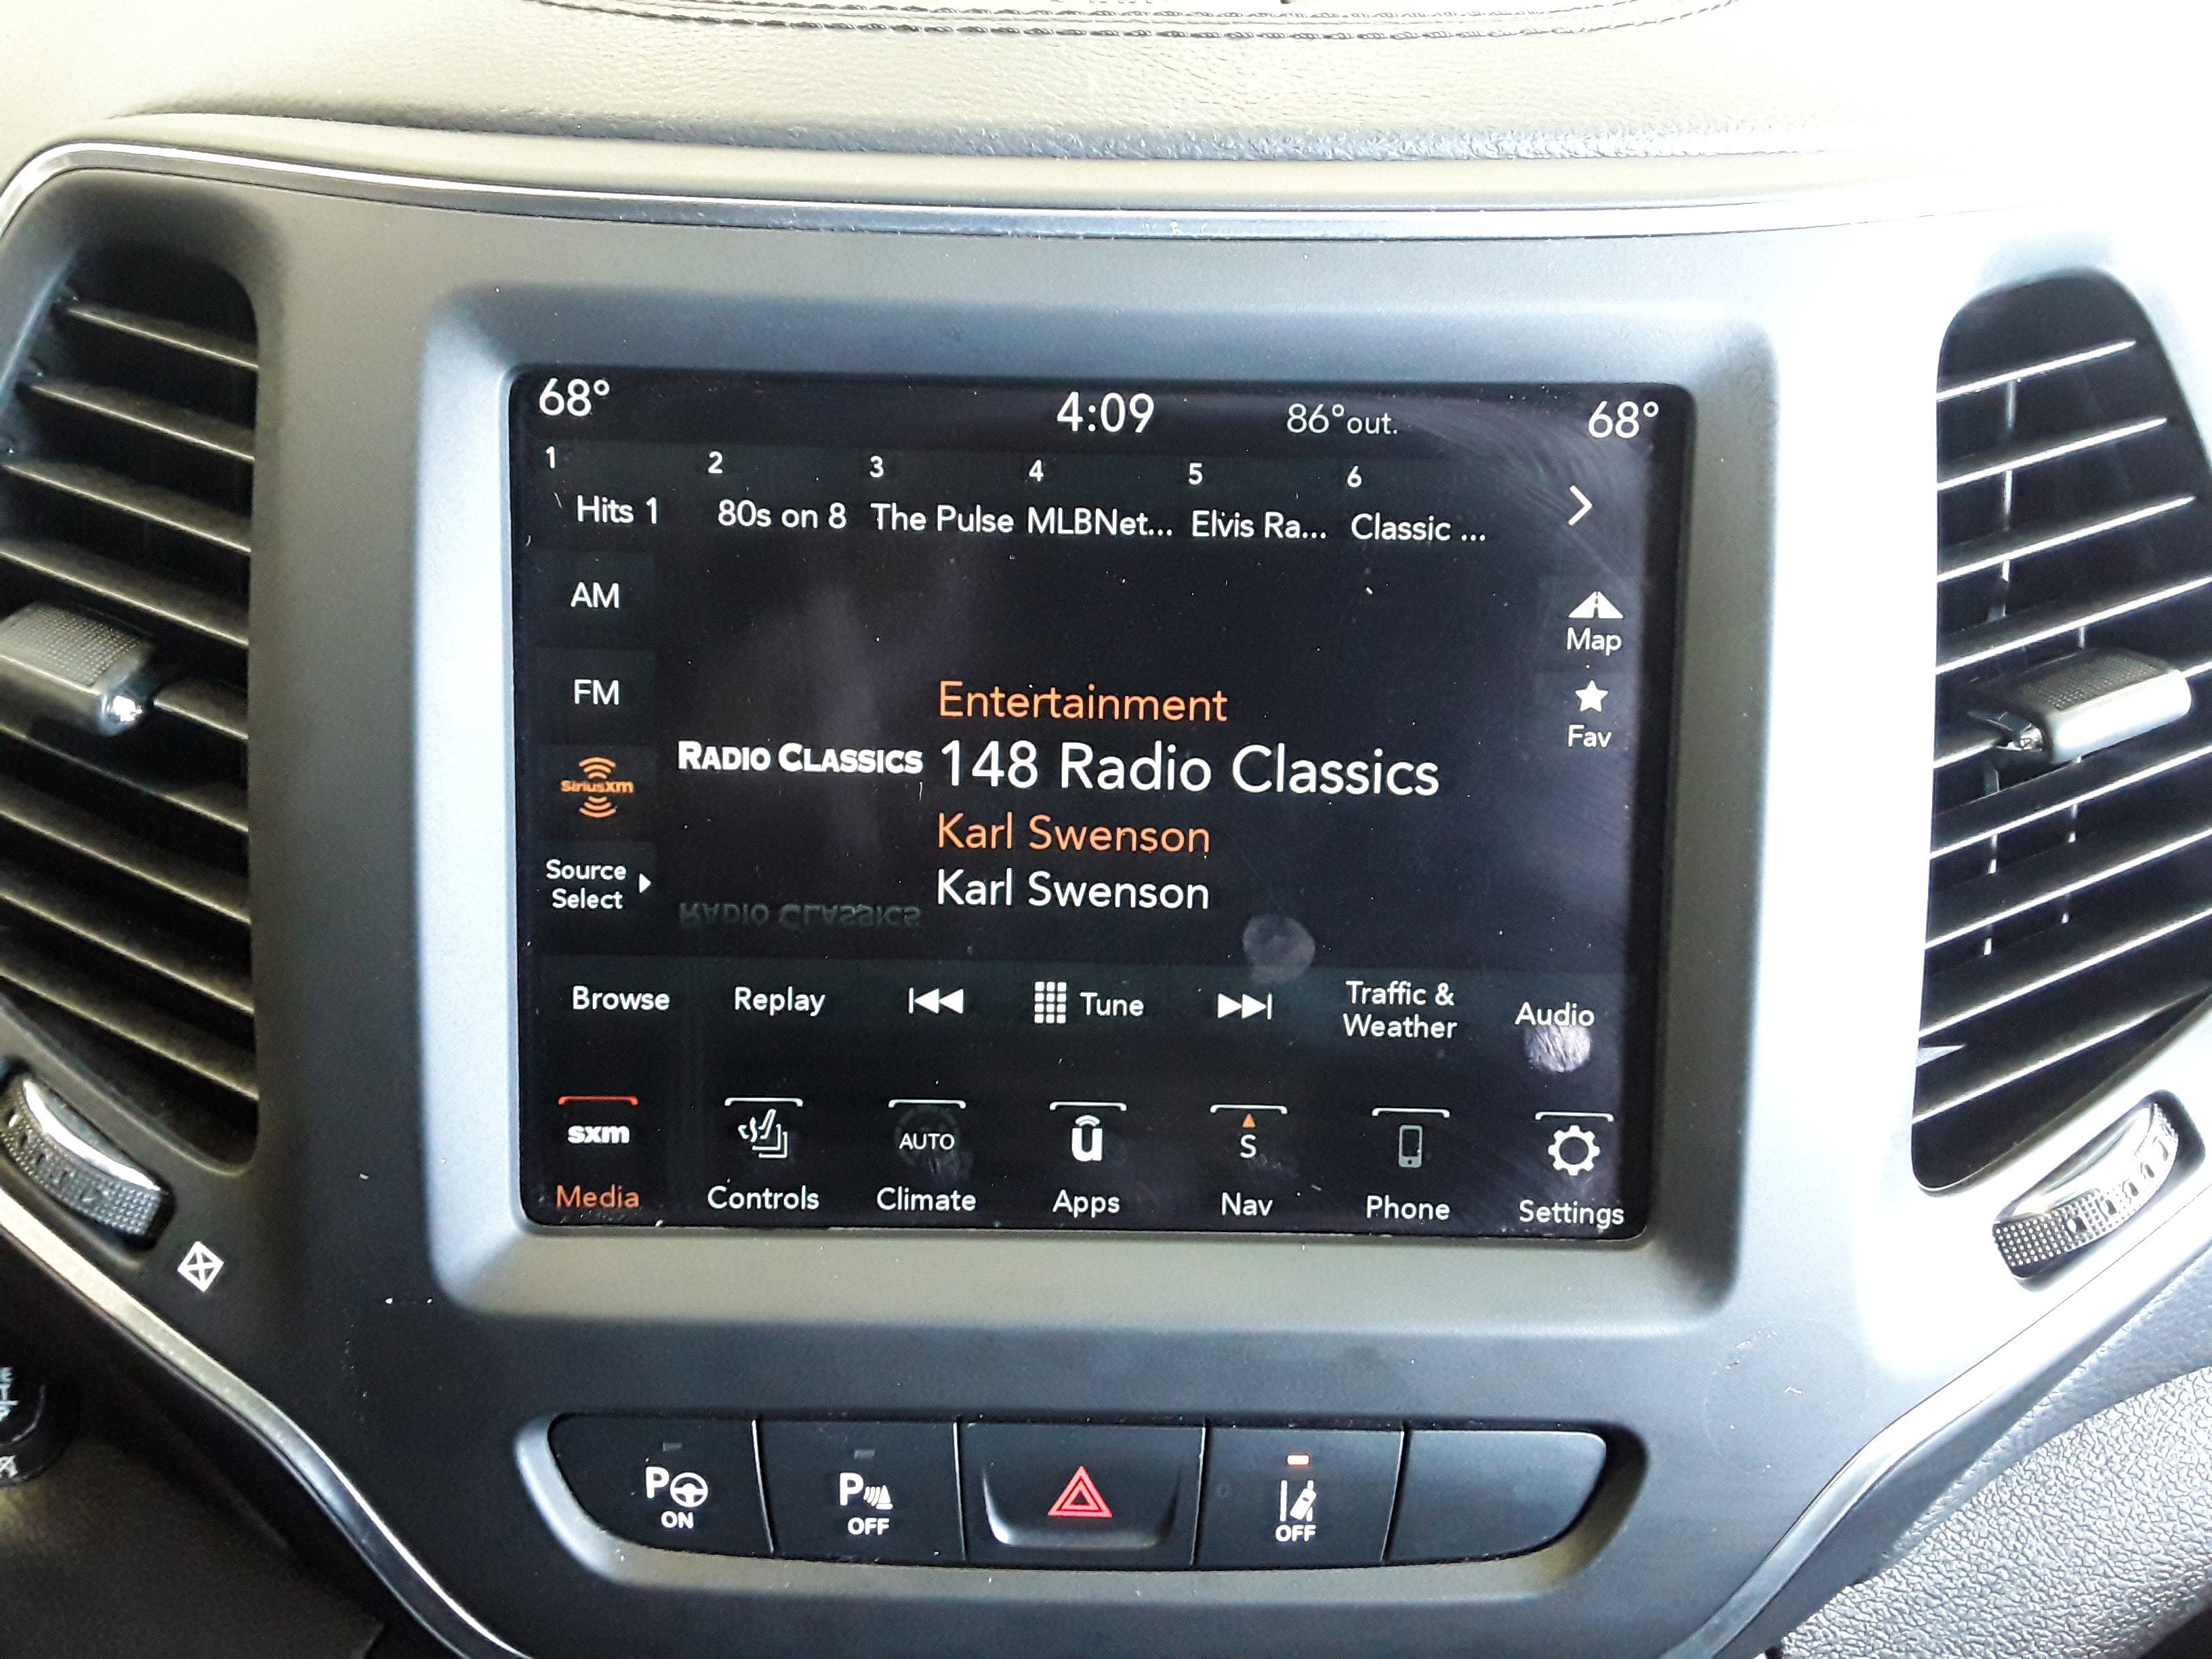 68° 4:09 86°out. 68°
1 2 3 4 5 6
Hits 1 80s on 8 The Pulse MLBNet... Elvis Ra... Classic ...
AM
FM
SiriusXM
Source
Select
Map
Fav
RADIO CLASSICS
Entertainment
148 Radio Classics
Karl Swenson
Karl Swenson
RADIO CLASSICS
Browse Replay Tune Traffic &
Weather Audio
sxm AUTO u S
Media Controls Climate Apps Nav Phone Settings
P ON
P OFF
OFF